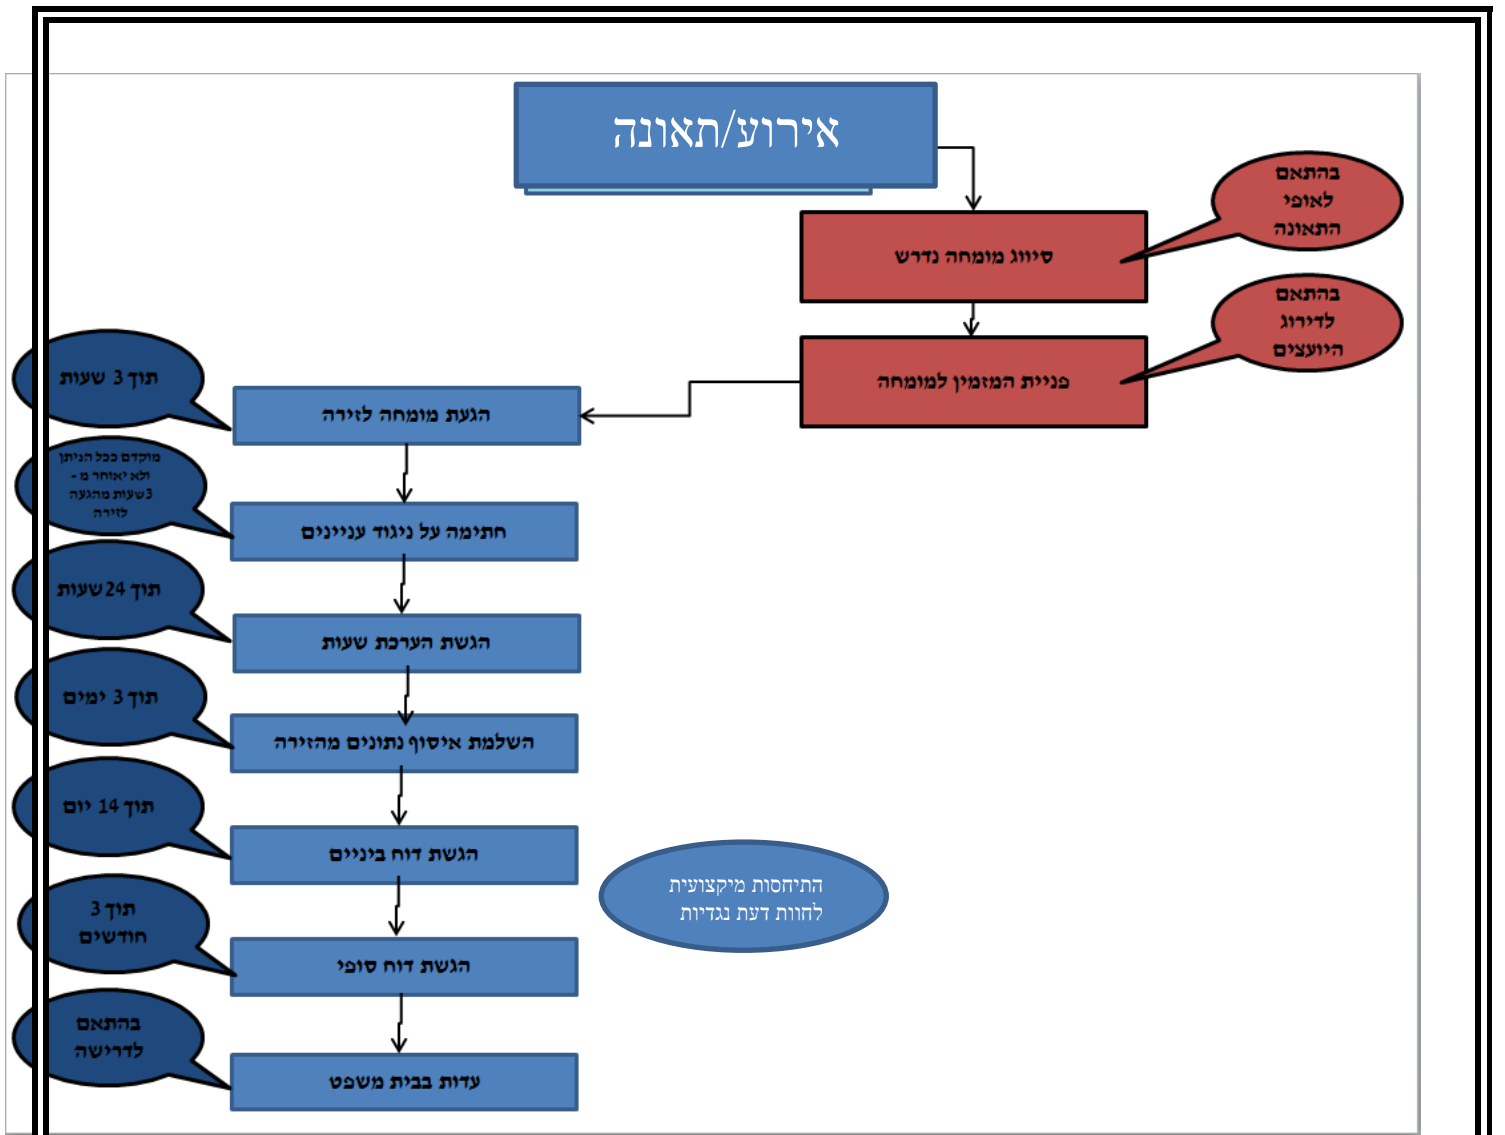 אירוע/תאונה
בהתאם
לאופי
התאונה
סיווג מומחה נדרש
בהתאם
לדירוג
היועצים
פניית המזמין למומחה
תוך 3 שעות
הגעת מומחה לזירה
מוקדם ככל הניתן
ולא יאוחר מ -
3שעות מהגעה
לזירה
חתימה על ניגוד עניינים
תוך 24שעות
הגשת הערכת שעות
תוך 3 ימים
השלמת איסוף נתונים מהזירה
תוך 14 יום
הגשת דוח ביניים
התיחסות מיקצועית
לחוות דעת נגדיות
תוך 3
חודשים
הגשת דוח סופי
בהתאם
לדרישה
עדות בבית משפט